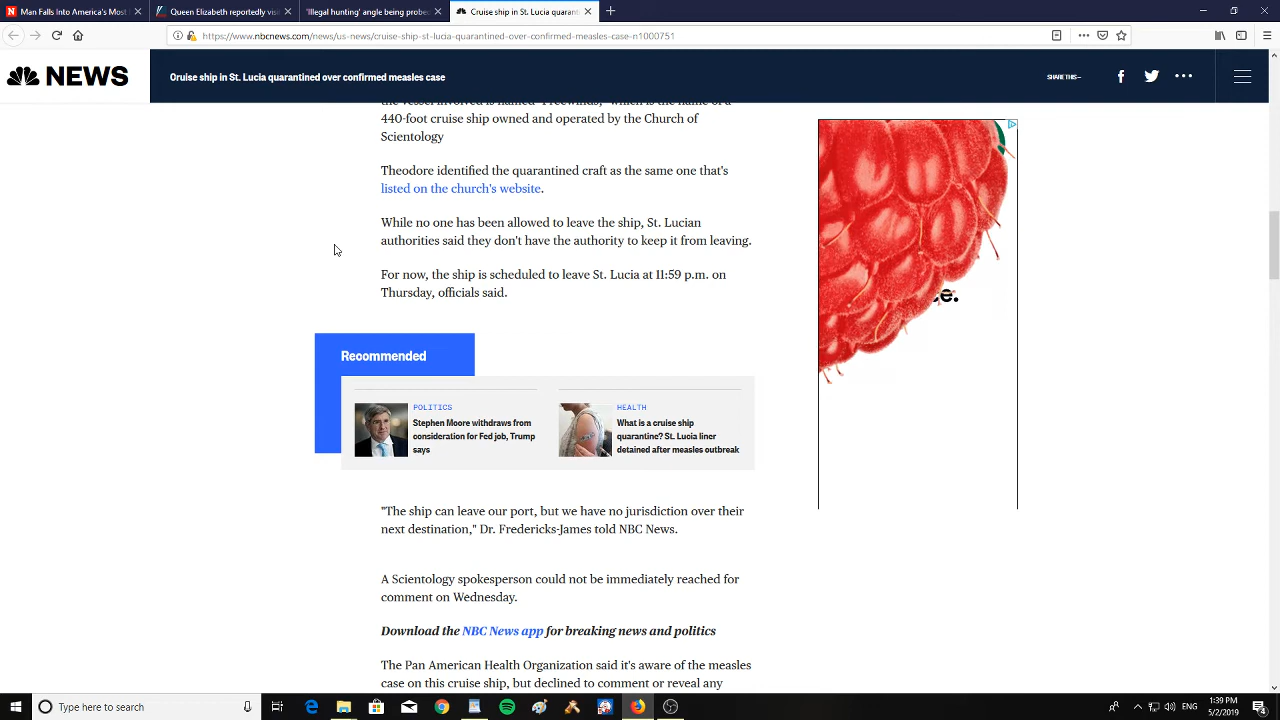 Man Falls Into America's Most
Queen Elizabeth reportedly visi
'Illegal hunting' angle being probed
Cruise ship in St. Lucia quaranti
https://www.nbcnews.com/news/us-news/cruise-ship-st-lucia-quarantined-over-confirmed-measles-case-n1000751
NEWS
Cruise ship in St. Lucia quarantined over confirmed measles case
SHARE THIS—
the vessel involved is named "Freewinds," which is the name of a
440-foot cruise ship owned and operated by the Church of
Scientology
Theodore identified the quarantined craft as the same one that's
listed on the church's website.
While no one has been allowed to leave the ship, St. Lucian
authorities said they don't have the authority to keep it from leaving.
For now, the ship is scheduled to leave St. Lucia at 11:59 p.m. on
Thursday, officials said.
e.
Recommended
POLITICS
Stephen Moore withdraws from
consideration for Fed job, Trump
says
HEALTH
What is a cruise ship
quarantine? St. Lucia liner
detained after measles outbreak
"The ship can leave our port, but we have no jurisdiction over their
next destination," Dr. Fredericks-James told NBC News.
A Scientology spokesperson could not be immediately reached for
comment on Wednesday.
Download the NBC News app for breaking news and politics
The Pan American Health Organization said it's aware of the measles
case on this cruise ship, but declined to comment or reveal any
Type here to search
ENG
1:39 PM
5/2/2019